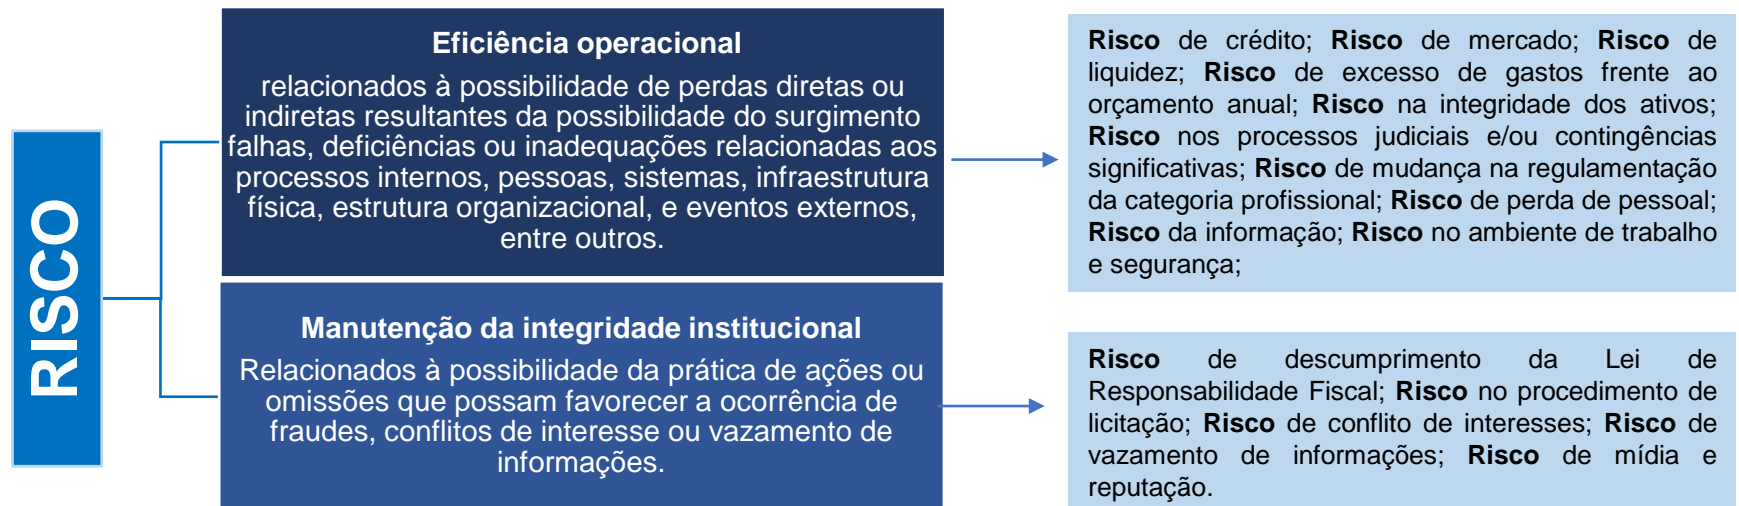 RISCO
Eficiência operacional
relacionados à possibilidade de perdas diretas ou
indiretas resultantes da possibilidade do surgimento
falhas, deficiências ou inadequações relacionadas aos
processos internos, pessoas, sistemas, infraestrutura
física, estrutura organizacional, e eventos externos,
entre outros.
Risco de crédito; Risco de mercado; Risco de
liquidez; Risco de excesso de gastos frente ao
orçamento anual; Risco na integridade dos ativos;
Risco nos processos judiciais e/ou contingências
significativas; Risco de mudança na regulamentação
da categoria profissional; Risco de perda de pessoal;
Risco da informação; Risco no ambiente de trabalho
e segurança;
Manutenção da integridade institucional
Relacionados à possibilidade da prática de ações ou
omissões que possam favorecer a ocorrência de
fraudes, conflitos de interesse ou vazamento de
informações.
Risco de descumprimento da Lei de
Responsabilidade Fiscal; Risco no procedimento de
licitação; Risco de conflito de interesses; Risco de
vazamento de informações; Risco de mídia e
reputação.